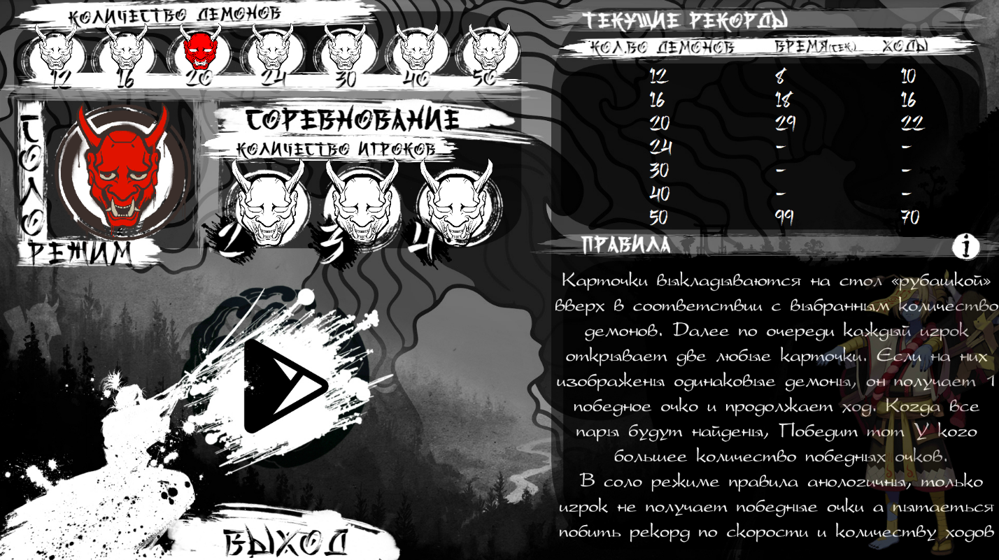 КОЛИЧЕСТВО ДЕМОНОВ
12 16 20 24 30 40 50
СОЛО
РЕЖИМ
СОРЕВНОВАНИЕ
КОЛИЧЕСТВО ИГРОКОВ
2 3 4
ВЫХОД
ТЕКУЩИЕ РЕКОРДЫ
КОЛ.ВО ДЕМОНОВ ВРЕМЯ(СЕК.) ХОДЫ
12 8 10
16 18 16
20 29 22
24 - -
30 - -
40 - -
50 99 70
ПРАВИЛА i
Карточки выкладываются на стол «рубашкой»
вверх в соответствии с выбранным количество
демонов. Далее по очереди каждый игрок
открывает две любые карточки. Если на них
изображены одинаковые демоны, он получает 1
победное очко и продолжает ход. Когда все
пары будут найдены, Победит тот У кого
большее количество победных очков.
В соло режиме правила анологичны, только
игрок не получает победные очки а пытаеться
побить рекорд по скорости и количеству ходов